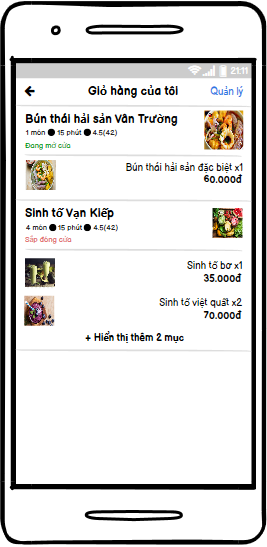 21:11
Giỏ hàng của tôi
Quản lý
Bún thái hải sản Vân Trường
1 món ● 15 phút ● 4.5(42)
Đang mở cửa
Bún thái hải sản đặc biệt x1
60.000đ
Sinh tố Vạn Kiếp
4 món ● 15 phút ● 4.5(42)
Sắp đóng cửa
Sinh tố bơ x1
35.000đ
Sinh tố việt quất x2
70.000đ
+ Hiển thị thêm 2 mục